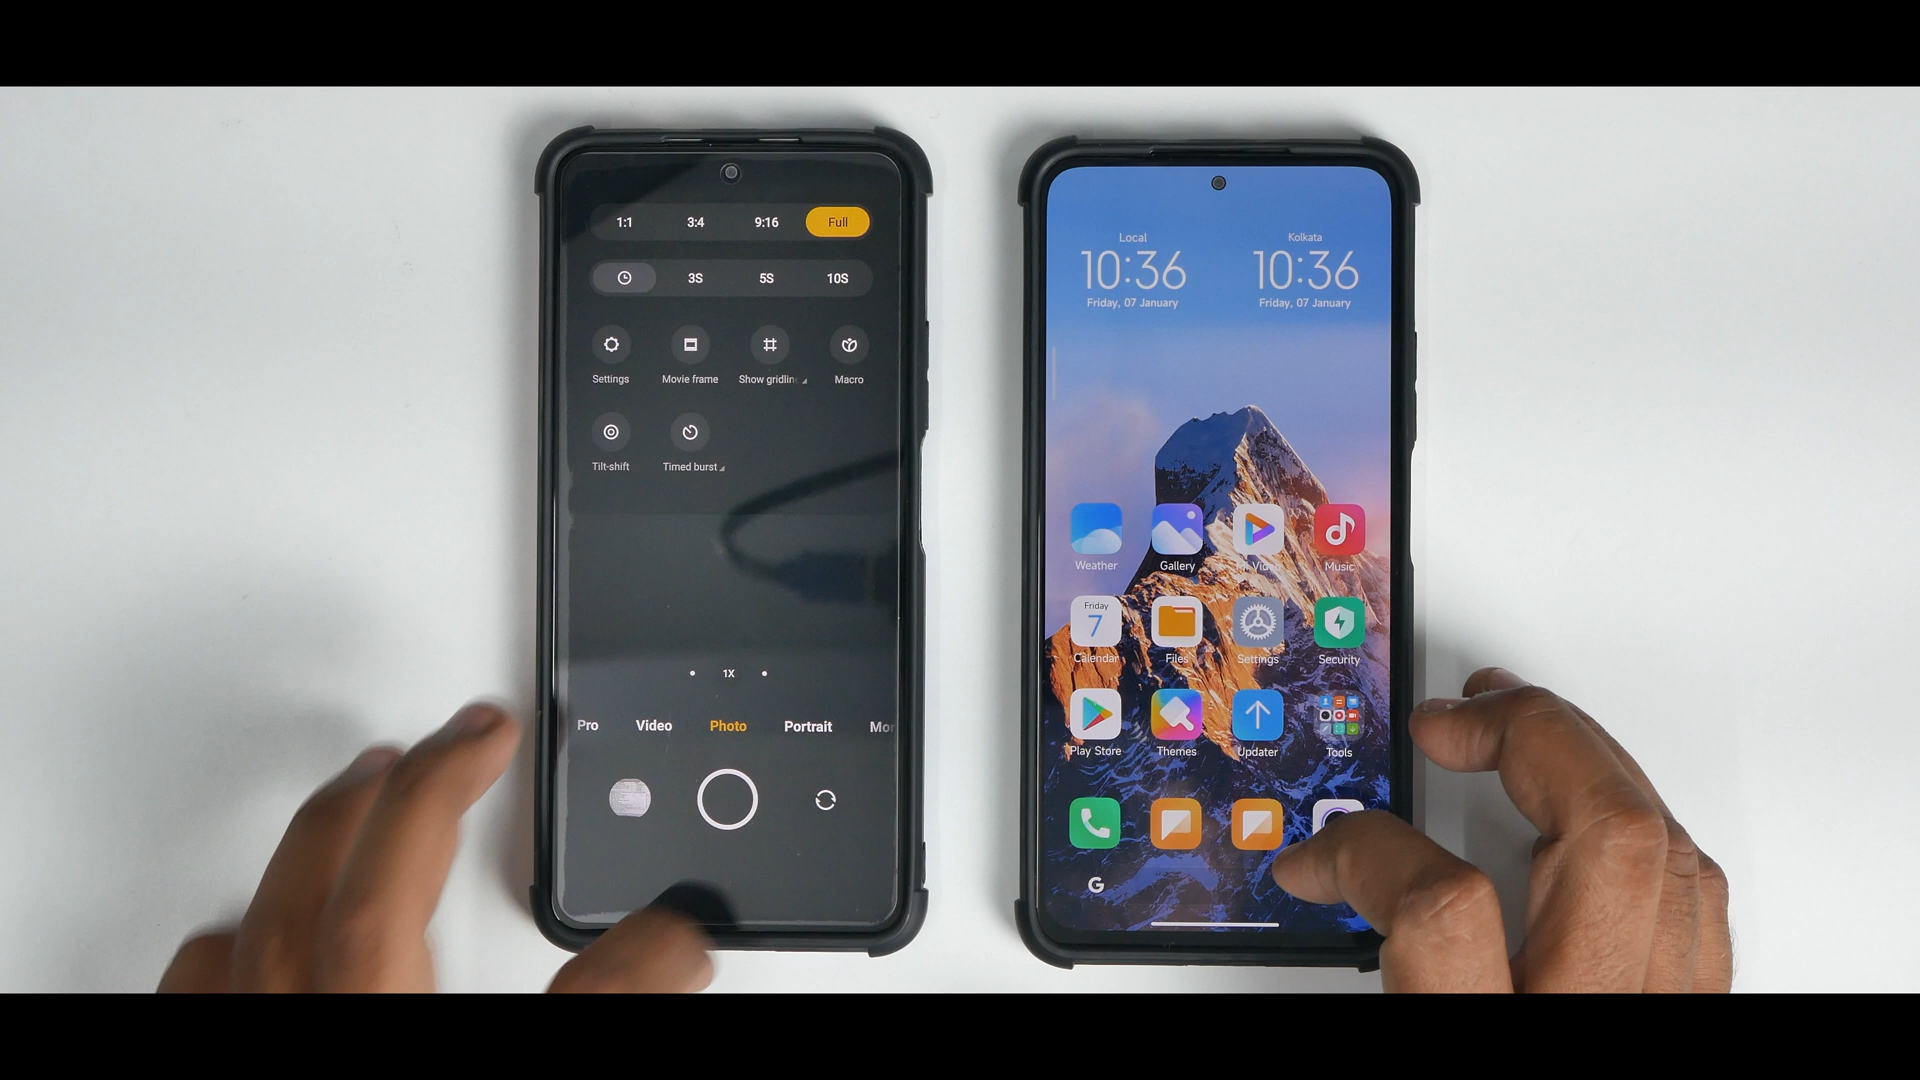 1:1 3:4 9:16 Full
3S 5S 10S
Settings Movie frame Show gridlin Macro
Tilt-shift Timed burst
1X
Pro Video Photo Portrait Mor
Local
10:36
Friday, 07 January
Kolkata
10:36
Friday, 07 January
Weather Gallery Mi Video Music
Friday
7
Calendar Files Settings Security
Play Store Themes Updater Tools
G